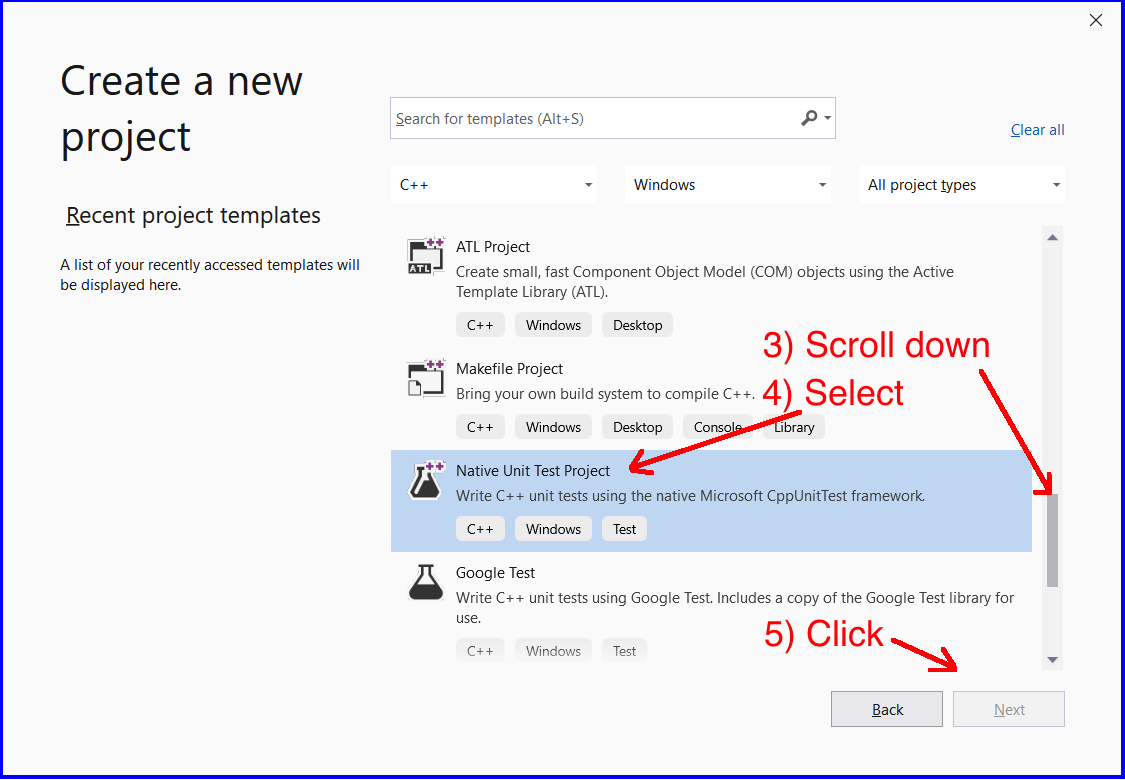 Create a new
project
Search for templates (Alt+S)
Clear all
C++
Windows
All project types
Recent project templates
A list of your recently accessed templates will
be displayed here.
ATL
ATL Project
Create small, fast Component Object Model (COM) objects using the Active
Template Library (ATL).
C++ Windows Desktop
3) Scroll down
Makefile Project
Bring your own build system to compile C++.
4) Select
C++ Windows Desktop Console Library
Native Unit Test Project
Write C++ unit tests using the native Microsoft CppUnitTest framework.
C++ Windows Test
Google Test
Write C++ unit tests using Google Test. Includes a copy of the Google Test library for
use.
5) Click
C++ Windows Test
Back
Next